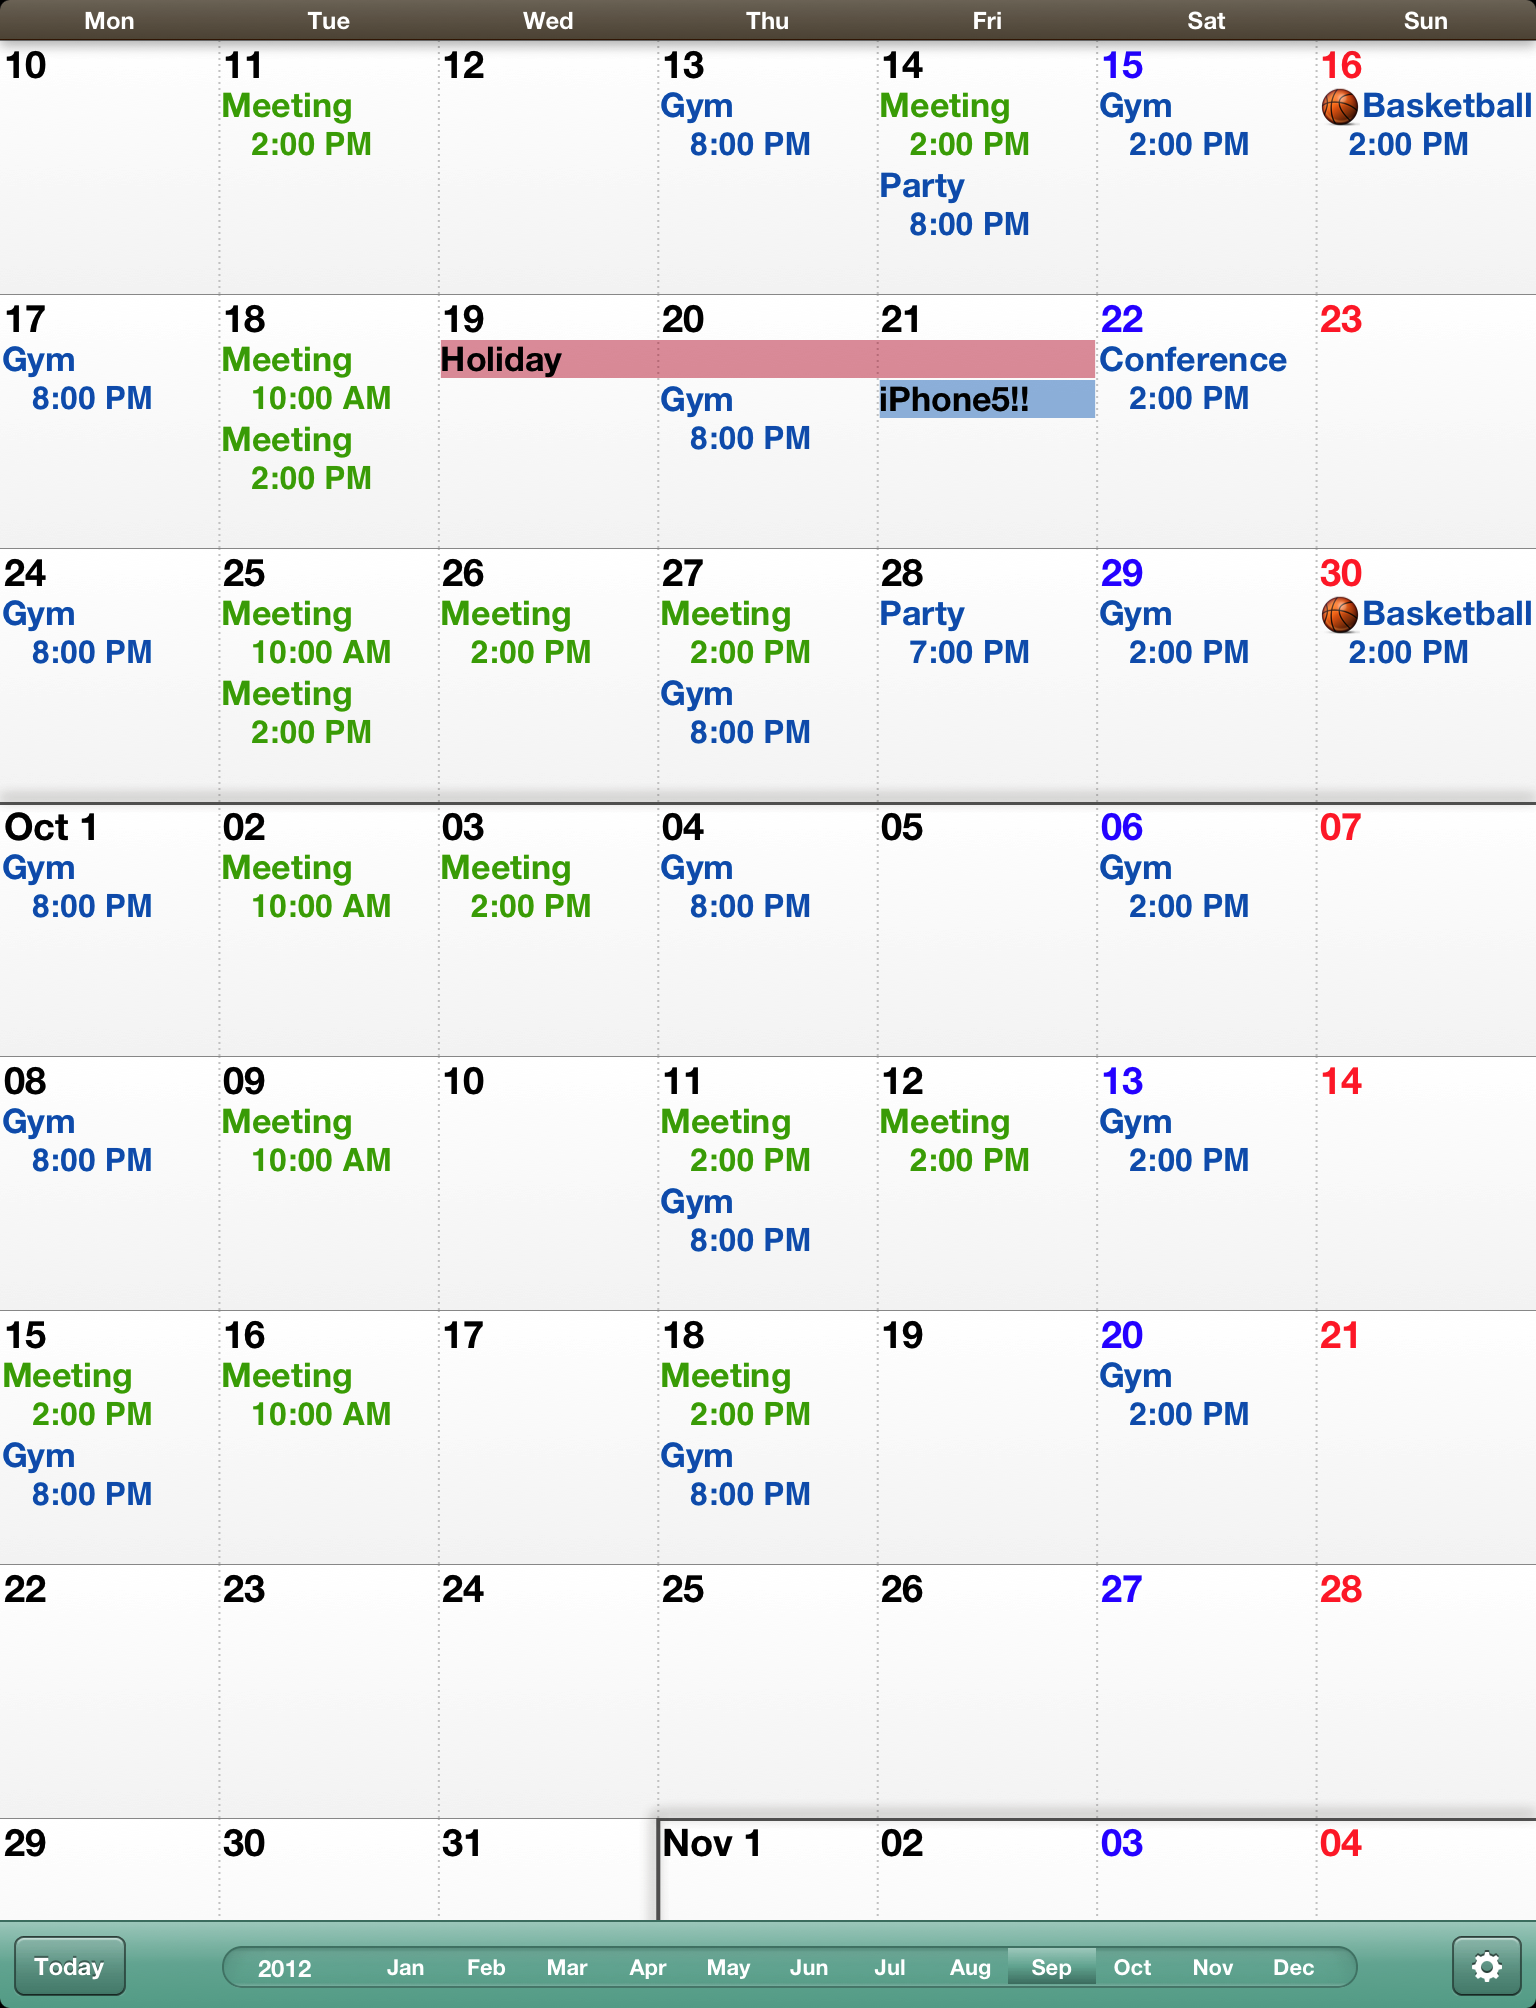 Mon Tue Wed Thu Fri Sat Sun
10 11 12 13 14 15 16
Meeting Gym Meeting Gym Basketball
2:00 PM 8:00 PM 2:00 PM 2:00 PM 2:00 PM
Party
8:00 PM
17 18 19 20 21 22 23
Gym Meeting Holiday Conference
8:00 PM 10:00 AM Gym iPhone5!! 2:00 PM
Meeting 8:00 PM
2:00 PM
24 25 26 27 28 29 30
Gym Meeting Meeting Meeting Party Gym Basketball
8:00 PM 10:00 AM 2:00 PM 2:00 PM 7:00 PM 2:00 PM 2:00 PM
Meeting Gym
2:00 PM 8:00 PM
Oct 1 02 03 04 05 06 07
Gym Meeting Meeting Gym Gym
8:00 PM 10:00 AM 2:00 PM 8:00 PM 2:00 PM
08 09 10 11 12 13 14
Gym Meeting Meeting Meeting Gym
8:00 PM 10:00 AM 2:00 PM 2:00 PM 2:00 PM
Gym
8:00 PM
15 16 17 18 19 20 21
Meeting Meeting Meeting Gym
2:00 PM 10:00 AM 2:00 PM 2:00 PM
Gym Gym
8:00 PM 8:00 PM
22 23 24 25 26 27 28
29 30 31 Nov 1 02 03 04
Today 2012 Jan Feb Mar Apr May Jun Jul Aug Sep Oct Nov Dec